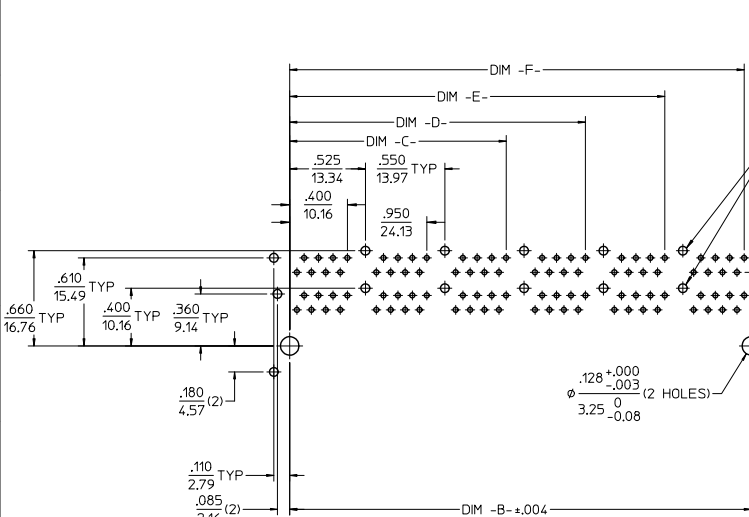 DIM -F-
DIM -E-
DIM -D-
DIM -C-
.525
13.34
.550
13.97
TYP
.400
10.16
.950
24.13
.610
15.49
TYP
.660
16.76
TYP
.400
10.16
TYP
.360
9.14
TYP
.180
4.57
(2)
⌀ .128 +.000 -.003
3.25 0 -0.08
(2 HOLES)
.110
2.79
TYP
.085
(2)
DIM -B- ±.004